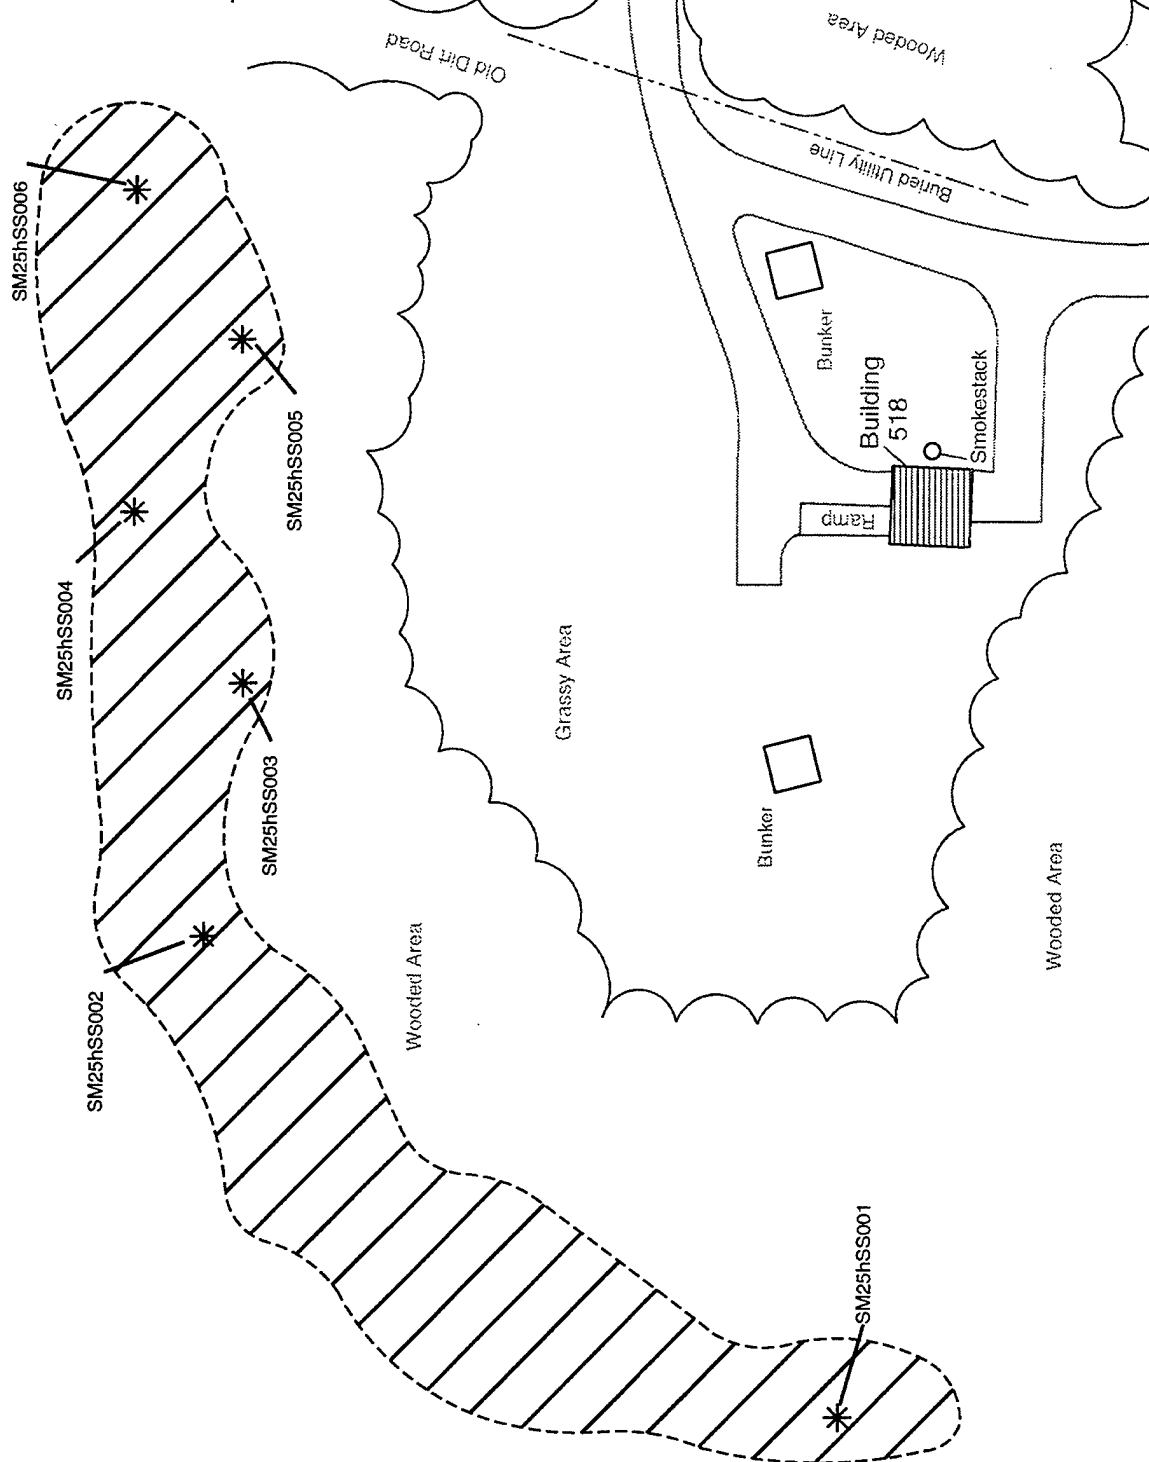 Old Dirt Road
Wooded Area
Buried Utility Line
SM25hSS006
SM25hSS005
Bunker
Building
518
Smokestack
Ramp
SM25hSS004
Grassy Area
SM25hSS003
Bunker
Wooded Area
Wooded Area
SM25hSS002
SM25hSS001